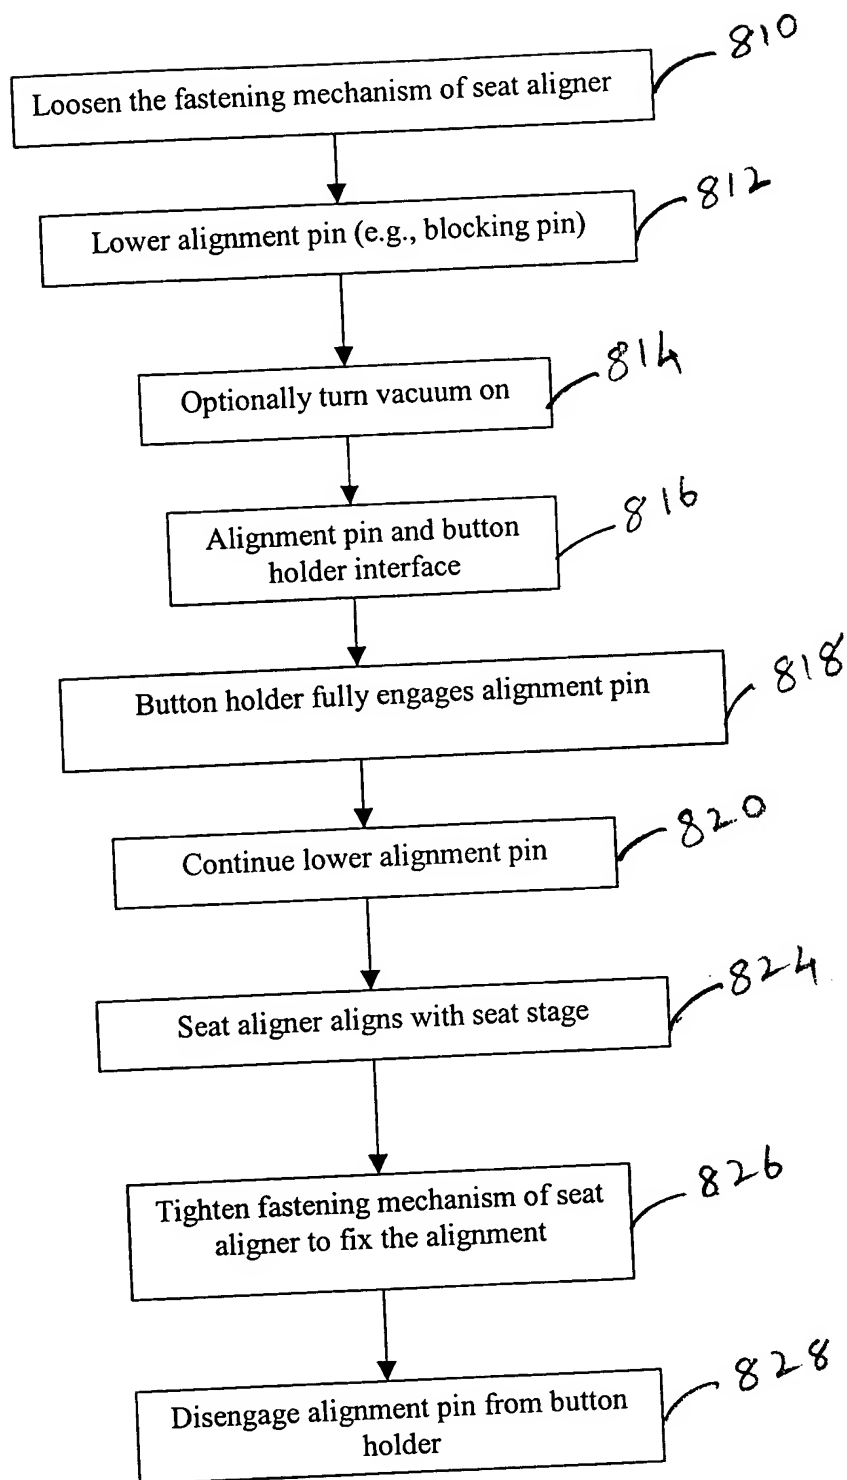 810
Loosen the fastening mechanism of seat aligner
812
Lower alignment pin (e.g., blocking pin)
814
Optionally turn vacuum on
816
Alignment pin and button
holder interface
818
Button holder fully engages alignment pin
820
Continue lower alignment pin
824
Seat aligner aligns with seat stage
826
Tighten fastening mechanism of seat
aligner to fix the alignment
828
Disengage alignment pin from button
holder